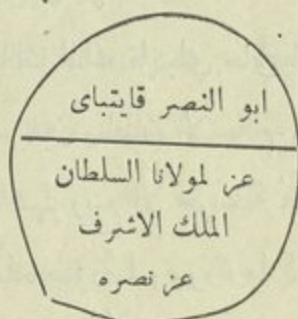 ابو النصر قايتباى
عز لمولانا السلطان
الملك الاشرف
عز نصره